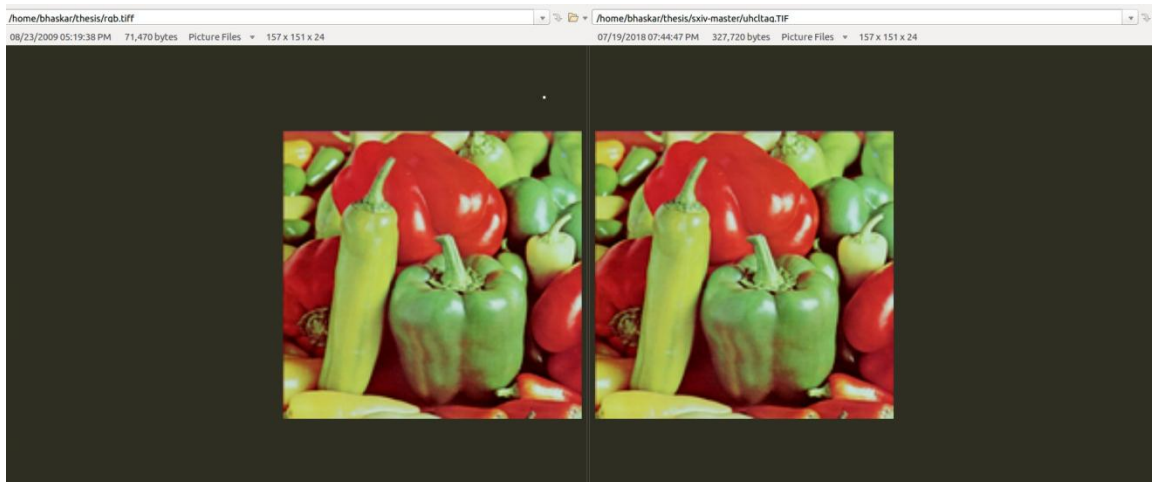 /home/bhaskar/thesis/rgb.tiff
/home/bhaskar/thesis/sxiv-master/uhcltag.TIF
08/23/2009 05:19:38 PM 71,470 bytes Picture Files 157 x 151 x 24
07/19/2018 07:44:47 PM 327,720 bytes Picture Files 157 x 151 x 24